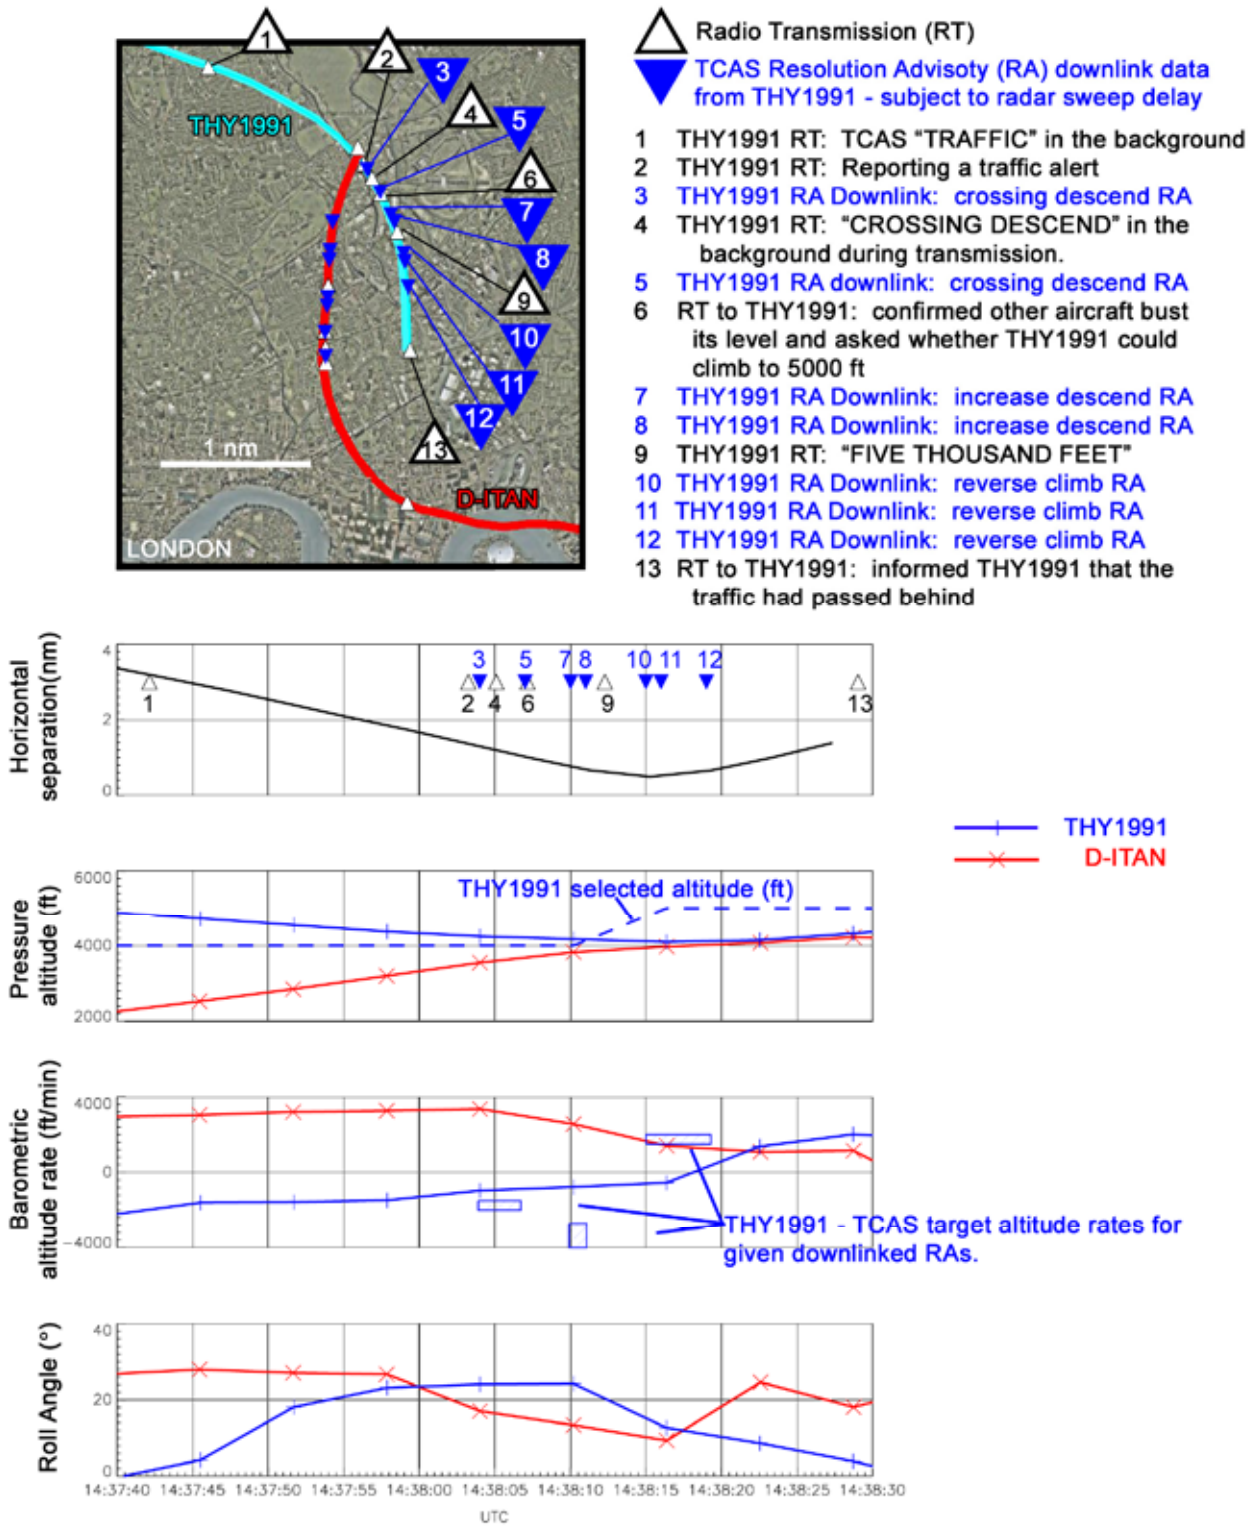 1
2
3
4
5
6
7
8
9
10
11
12
13
THY1991
1 nm
D-ITAN
LONDON
Radio Transmission (RT)
TCAS Resolution Advisoty (RA) downlink data
from THY1991 - subject to radar sweep delay
1 THY1991 RT: TCAS “TRAFFIC” in the background
2 THY1991 RT: Reporting a traffic alert
3 THY1991 RA Downlink: crossing descend RA
4 THY1991 RT: “CROSSING DESCEND” in the
background during transmission.
5 THY1991 RA downlink: crossing descend RA
6 RT to THY1991: confirmed other aircraft bust
its level and asked whether THY1991 could
climb to 5000 ft
7 THY1991 RA Downlink: increase descend RA
8 THY1991 RA Downlink: increase descend RA
9 THY1991 RT: “FIVE THOUSAND FEET”
10 THY1991 RA Downlink: reverse climb RA
11 THY1991 RA Downlink: reverse climb RA
12 THY1991 RA Downlink: reverse climb RA
13 RT to THY1991: informed THY1991 that the
traffic had passed behind
Horizontal
separation(nm)
4
2
0
3 5 7 8 10 11 12
1 2 4 6 9 13
THY1991
D-ITAN
Pressure
altitude (ft)
6000
4000
2000
THY1991 selected altitude (ft)
Barometric
altitude rate (ft/min)
4000
0
-4000
THY1991 - TCAS target altitude rates for
given downlinked RAs.
Roll Angle (°)
40
20
0
14:37:40 14:37:45 14:37:50 14:37:55 14:38:00 14:38:05 14:38:10 14:38:15 14:38:20 14:38:25 14:38:30
UTC